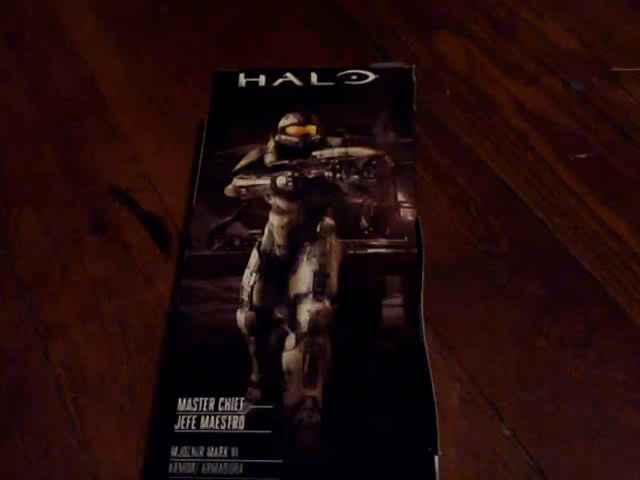 HALO
MASTER CHIEF
JEFE MAESTRO
MJOLNIR MARK VI
ARMOR/ ARMADURA